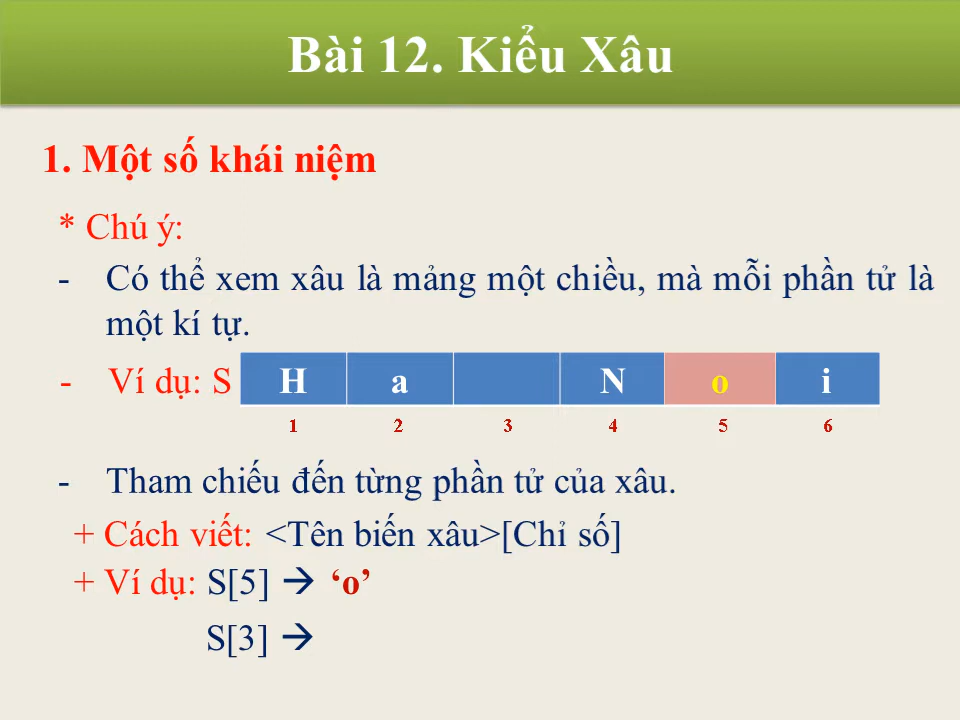 Bài 12. Kiểu Xâu
1. Một số khái niệm
* Chú ý:
- Có thể xem xâu là mảng một chiều, mà mỗi phần tử là
một kí tự.
- Ví dụ: S H a N o i
1 2 3 4 5 6
- Tham chiếu đến từng phần tử của xâu.
+ Cách viết: <Tên biến xâu>[Chỉ số]
+ Ví dụ: S[5] → ‘o’
S[3] →